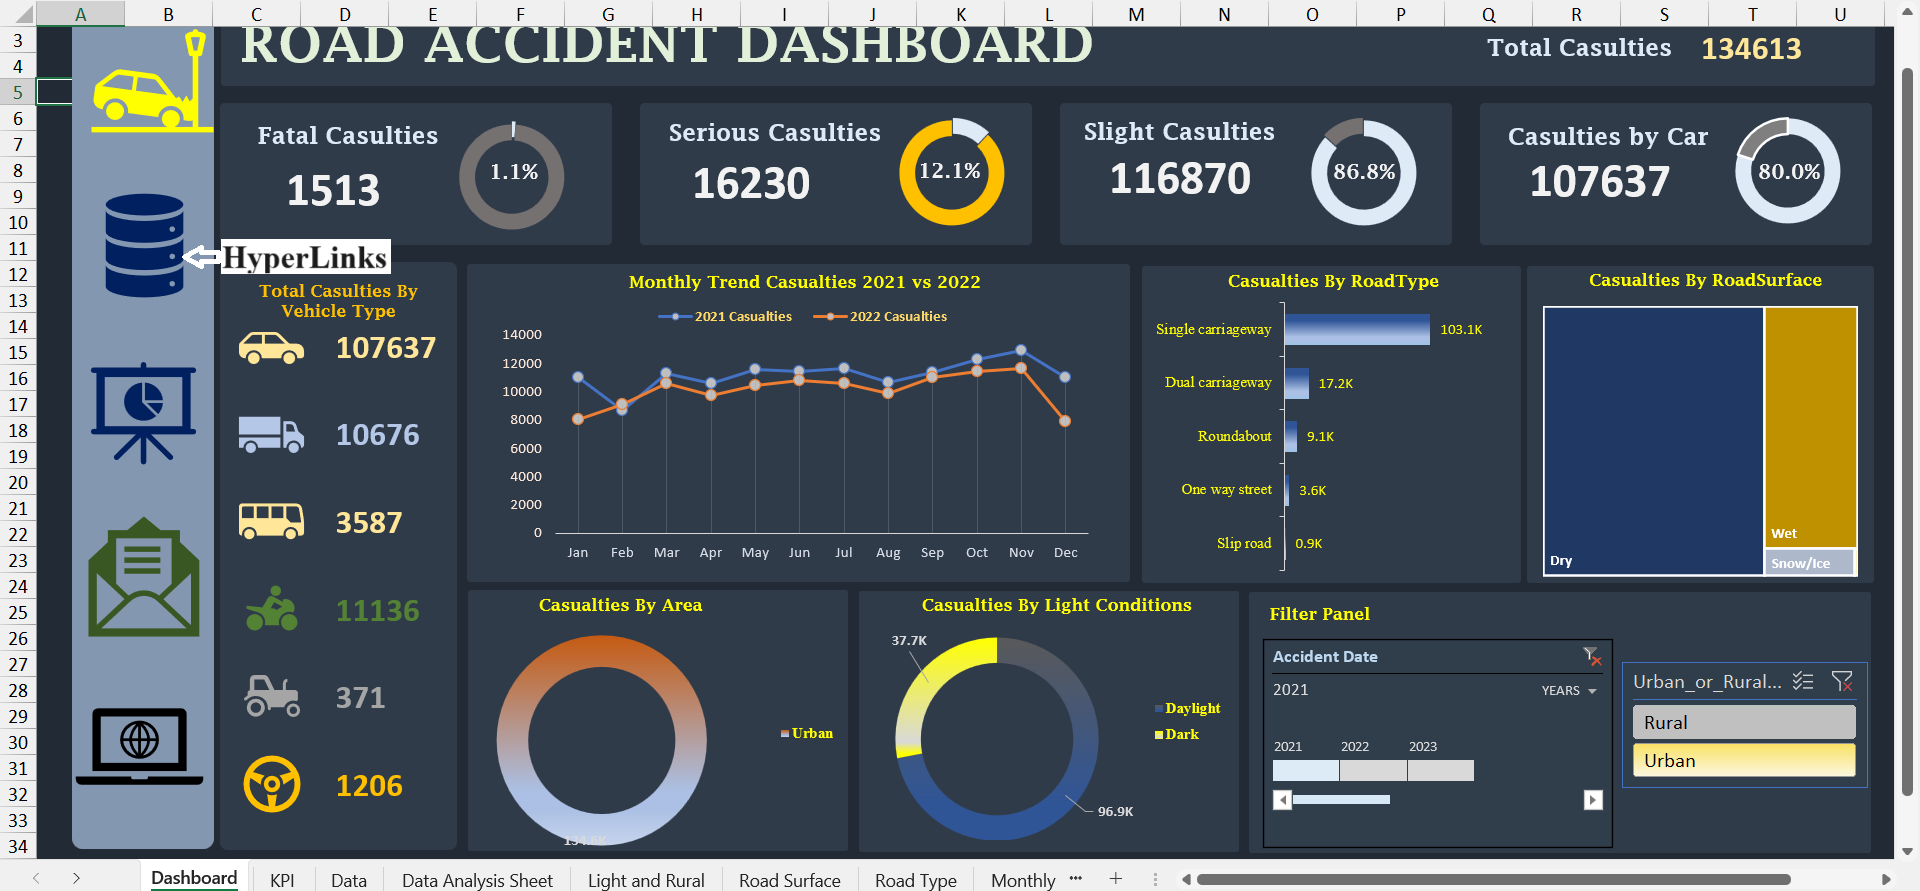 A B C D E F G H I J K L M N O P Q R S T U
3
4
5
6
7
8
9
10
11
12
13
14
15
16
17
18
19
20
21
22
23
24
25
26
27
28
29
30
31
32
33
34
ROAD ACCIDENT DASHBOARD
Total Casulties 134613
Fatal Casulties
1513
1.1%
Serious Casulties
16230
12.1%
Slight Casulties
116870
86.8%
Casulties by Car
107637
80.0%
HyperLinks
Total Casulties By
Vehicle Type
107637
10676
3587
11136
371
1206
Monthly Trend Casualties 2021 vs 2022
2021 Casualties 2022 Casualties
14000
12000
10000
8000
6000
4000
2000
0
Jan Feb Mar Apr May Jun Jul Aug Sep Oct Nov Dec
Casualties By RoadType
Single carriageway 103.1K
Dual carriageway 17.2K
Roundabout 9.1K
One way street 3.6K
Slip road 0.9K
Casualties By RoadSurface
Wet
Dry
Snow/Ice
Casualties By Area
Urban
134.6K
Casualties By Light Conditions
37.7K
Daylight
Dark
96.9K
Filter Panel
Accident Date
2021 YEARS
2021 2022 2023
Urban_or_Rural...
Rural
Urban
Dashboard KPI Data Data Analysis Sheet Light and Rural Road Surface Road Type Monthly ...